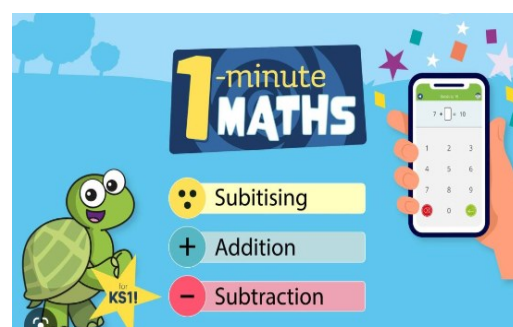 1-minute
MATHS
Subitising
+ Addition
− Subtraction
for
KS1!
7 + □ = 10
1 2 3
4 5 6
7 8 9
0